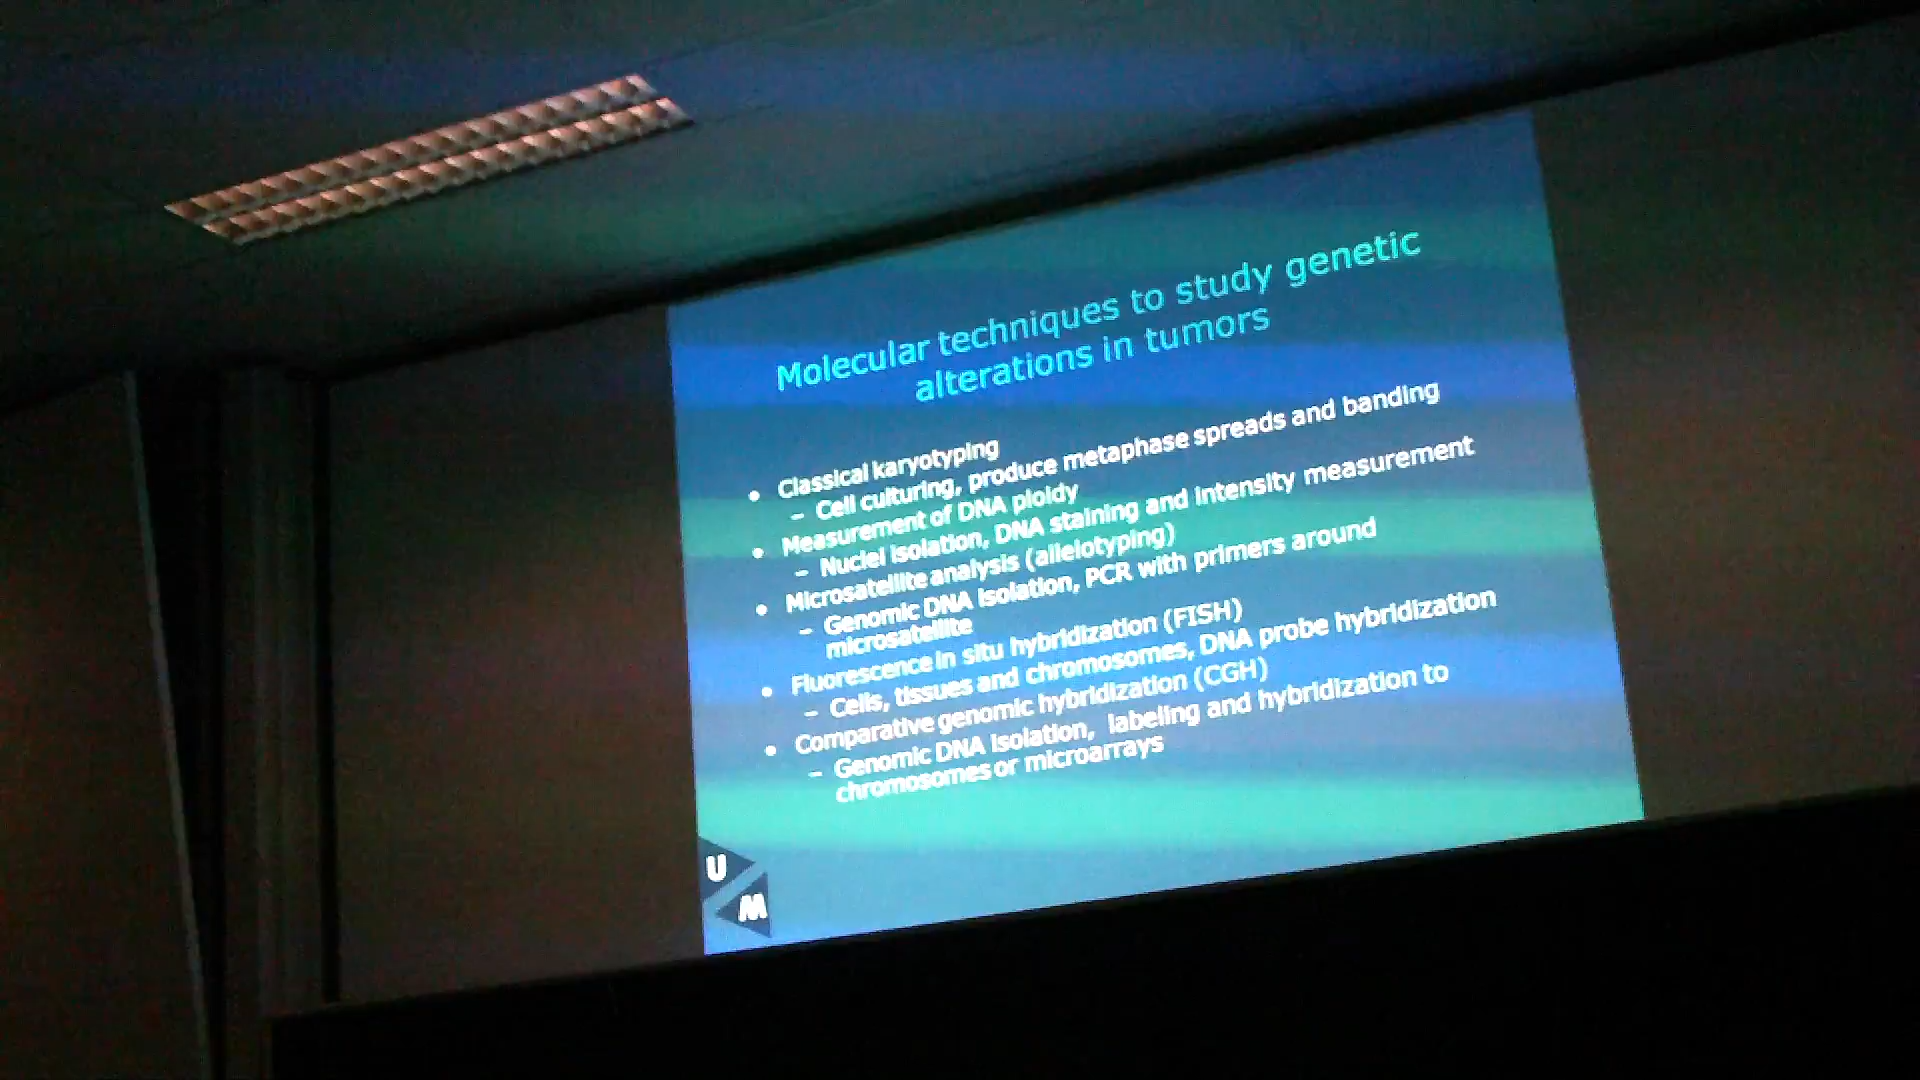 Molecular techniques to study genetic
alterations in tumors
• Classical karyotyping
– Cell culturing, produce metaphase spreads and banding
• Measurement of DNA ploidy
– Nuclei isolation, DNA staining and intensity measurement
• Microsatellite analysis (allelotyping)
– Genomic DNA isolation, PCR with primers around
microsatellite
• Fluorescence in situ hybridization (FISH)
– Cells, tissues and chromosomes, DNA probe hybridization
• Comparative genomic hybridization (CGH)
– Genomic DNA isolation, labeling and hybridization to
chromosomes or microarrays
U
M